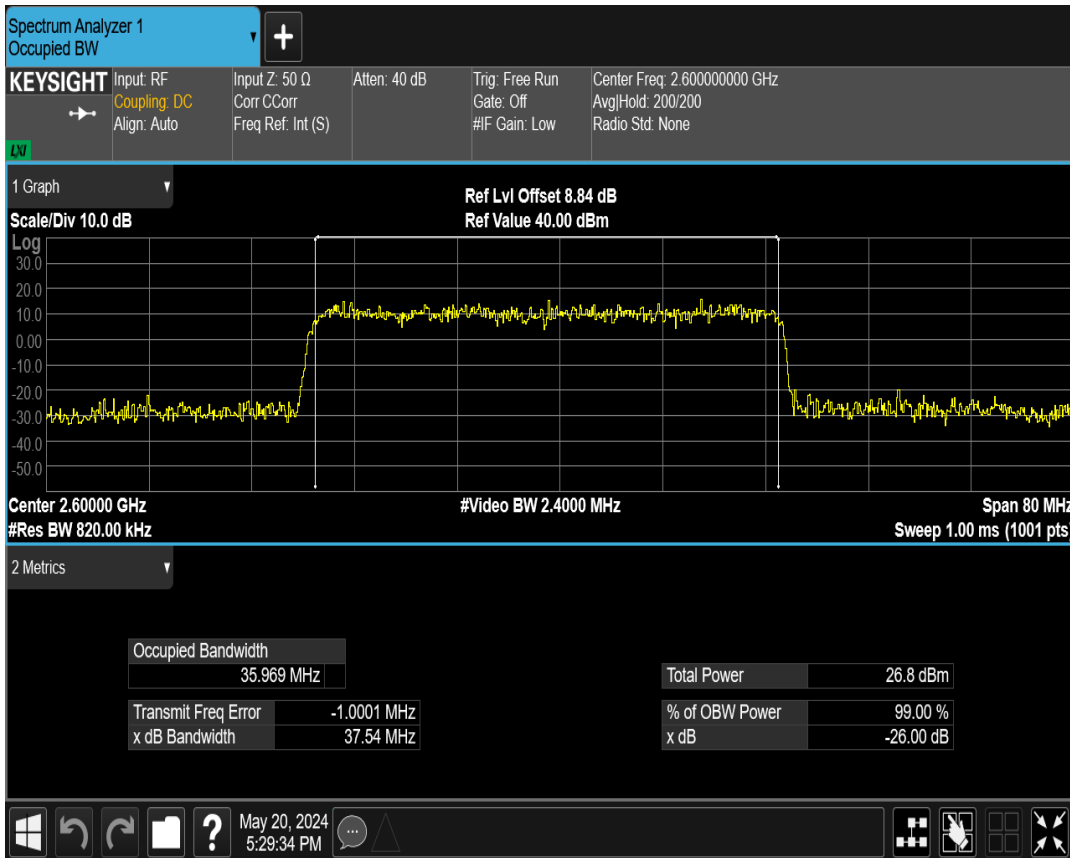 Spectrum Analyzer 1
Occupied BW
+
KEYSIGHT
LXI
Input: RF
Coupling: DC
Align: Auto
Input Z: 50 Ω
Corr CCorr
Freq Ref: Int (S)
Atten: 40 dB
Trig: Free Run
Gate: Off
#IF Gain: Low
Center Freq: 2.600000000 GHz
Avg|Hold: 200/200
Radio Std: None
1 Graph
Scale/Div 10.0 dB
Ref Lvl Offset 8.84 dB
Ref Value 40.00 dBm
Log
30.0
20.0
10.0
0.00
-10.0
-20.0
-30.0
-40.0
-50.0
Center 2.60000 GHz
#Video BW 2.4000 MHz
Span 80 MHz
#Res BW 820.00 kHz
Sweep 1.00 ms (1001 pts)
2 Metrics
Occupied Bandwidth
35.969 MHz
Total Power 26.8 dBm
Transmit Freq Error -1.0001 MHz
% of OBW Power 99.00 %
x dB Bandwidth 37.54 MHz
x dB -26.00 dB
?
May 20, 2024
5:29:34 PM